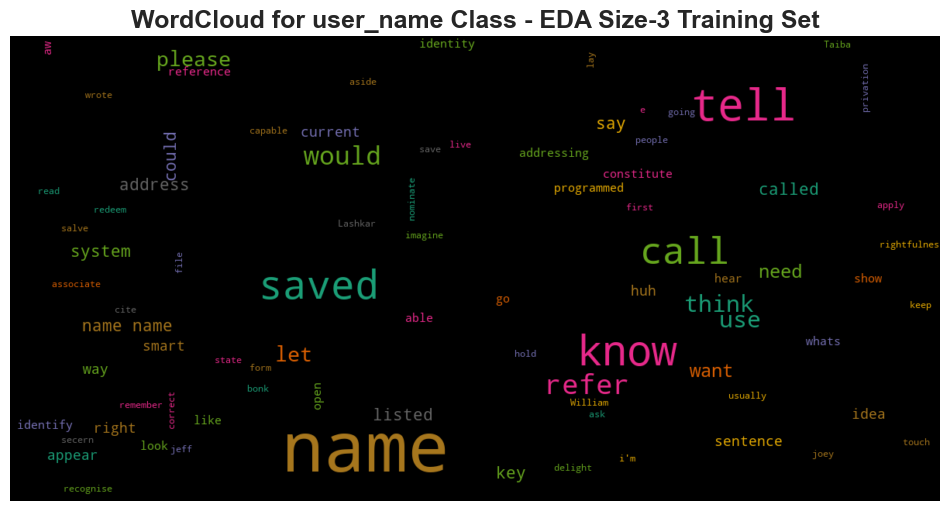 WordCloud for user_name Class - EDA Size-3 Training Set
aw
identity
Taiba
please
reference
lay
aside
wrote
privation
tell
e
going
say
capable
current
could
would
save
live
people
addressing
constitute
address
programmed
called
read
nominate
redeem
first
apply
salve
Lashkar
imagine
system
file
call
rightfulnes
associate
saved
need
hear
show
huh
go
think
use
keep
cite
name name
able
smart
let
hold
know
whats
state
way
form
refer
want
bonk
open
remember
correct
William
usually
ask
listed
idea
identify
right
like
secern
look
jeff
name
sentence
touch
appear
i'm
joey
key
delight
recognise